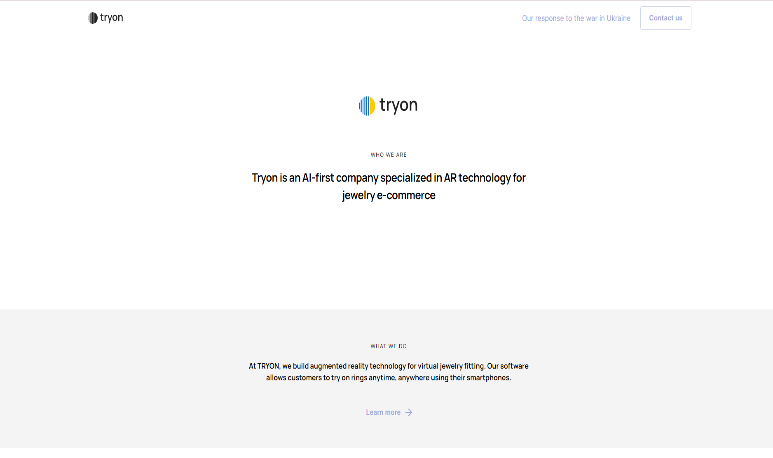 tryon
Our response to the war in Ukraine
Contact us
tryon
WHO WE ARE
Tryon is an AI-first company specialized in AR technology for
jewelry e-commerce
WHAT WE DO
At TRYON, we build augmented reality technology for virtual jewelry fitting. Our software
allows customers to try on rings anytime, anywhere using their smartphones.
Learn more